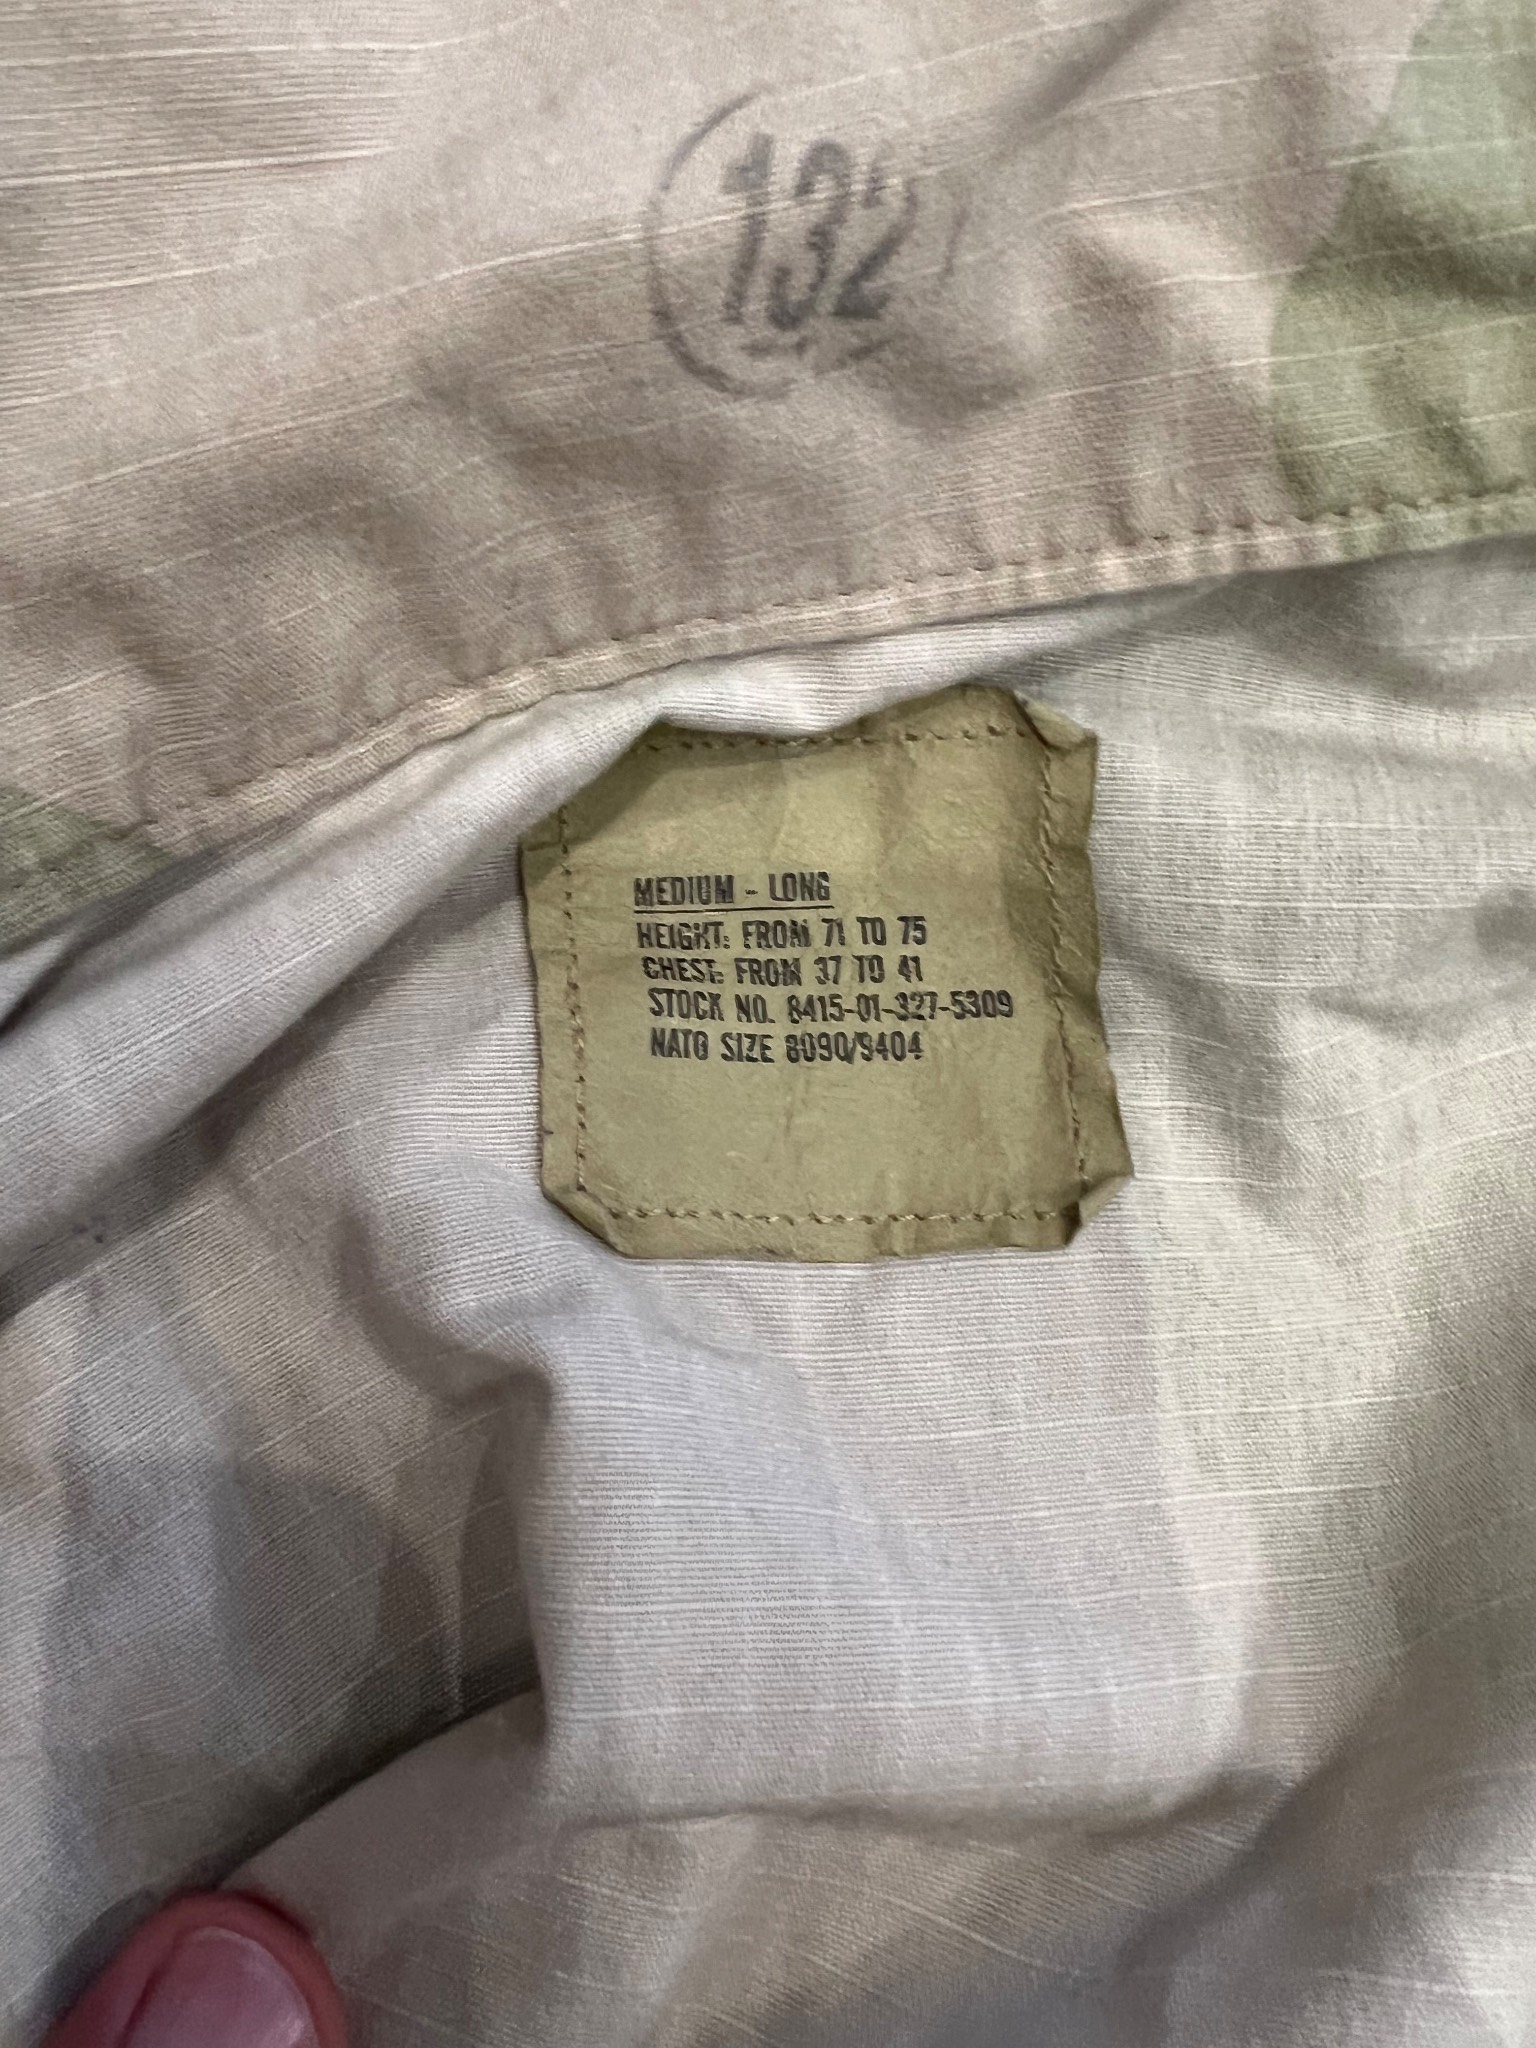 132
MEDIUM - LONG
HEIGHT: FROM 71 TO 75
CHEST: FROM 37 TO 41
STOCK NO. 8415-01-327-5309
NATO SIZE 8090/9404